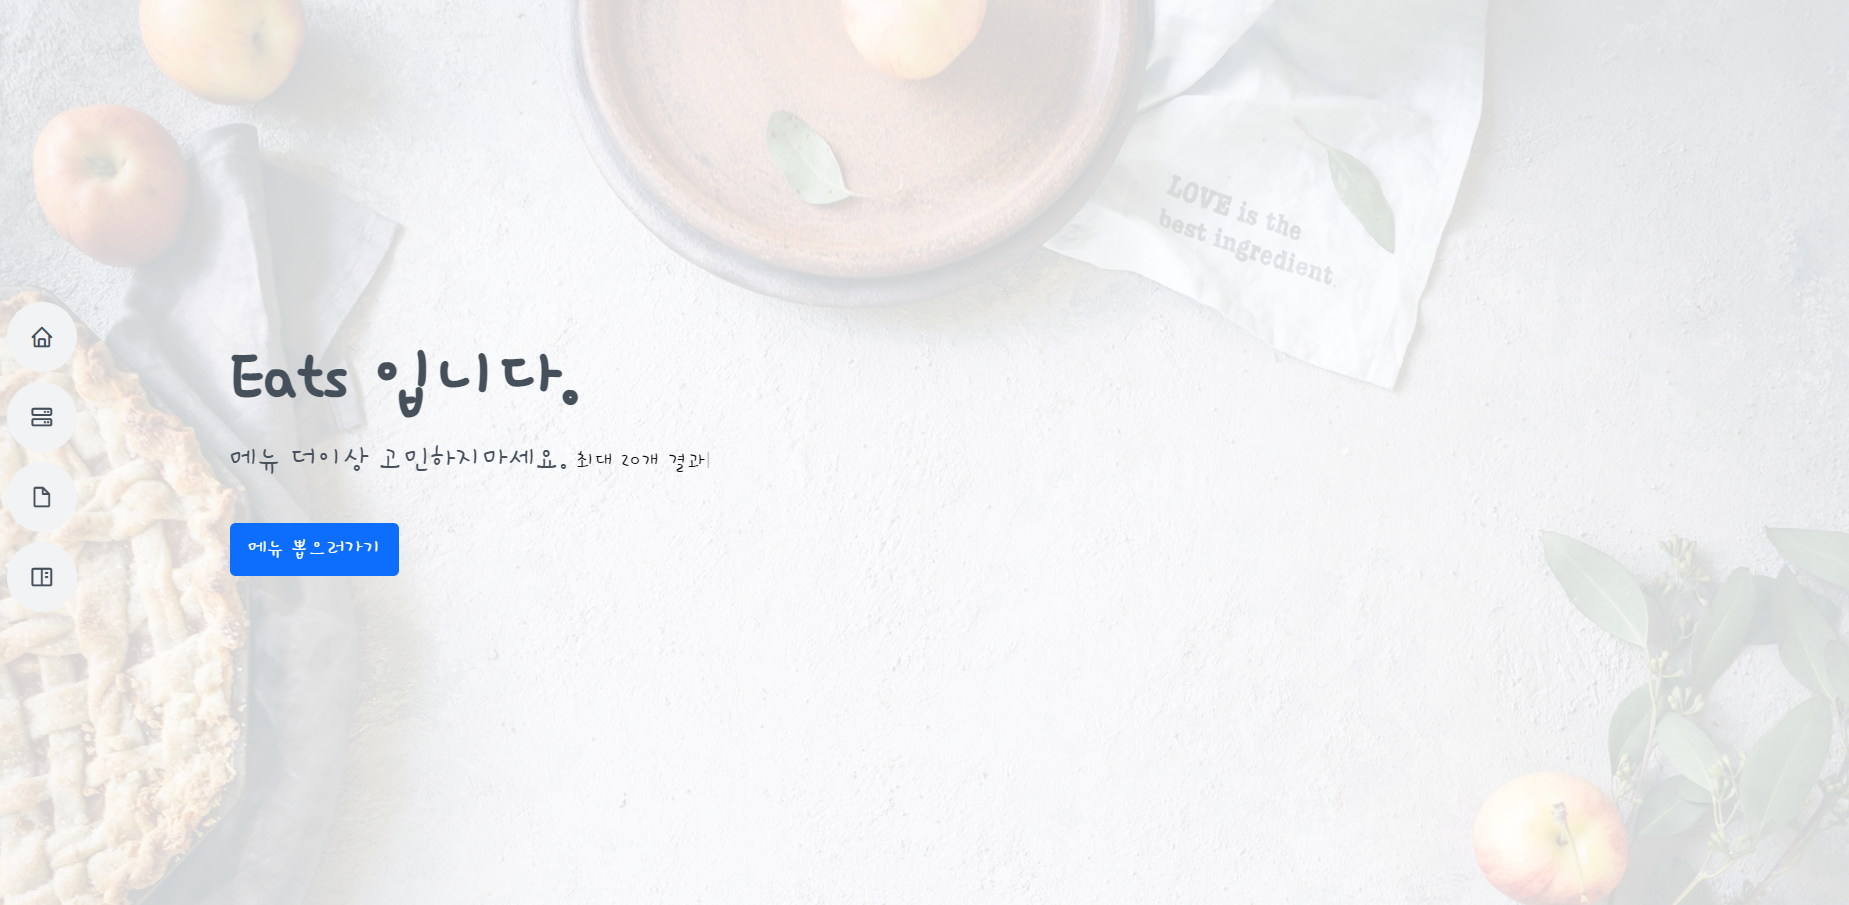 LOVE is the
best ingredient.
Eats 입니다.
메뉴 더이상 고민하지마세요. 최대 20개 결과
메뉴 뽑으러가기